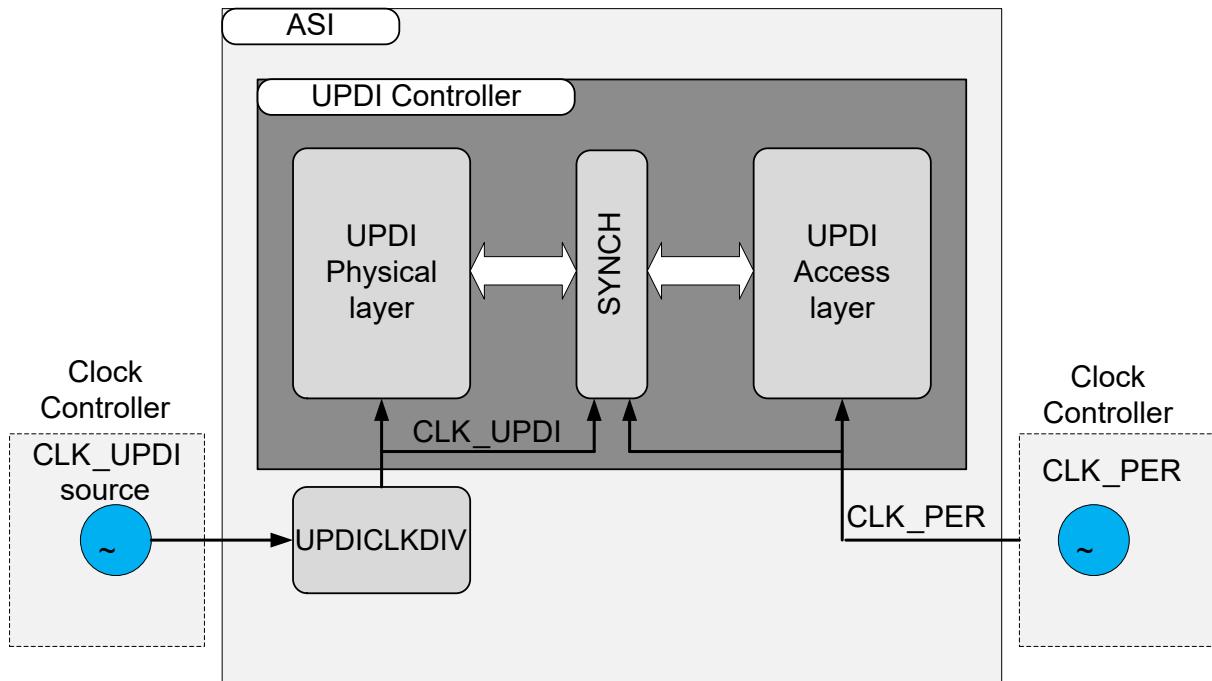 ASI
UPDI Controller
UPDI
Physical
layer
SYNCH
UPDI
Access
layer
Clock
Controller
CLK_UPDI
source
~
CLK_UPDI
UPDICLKDIV
CLK_PER
Clock
Controller
CLK_PER
~